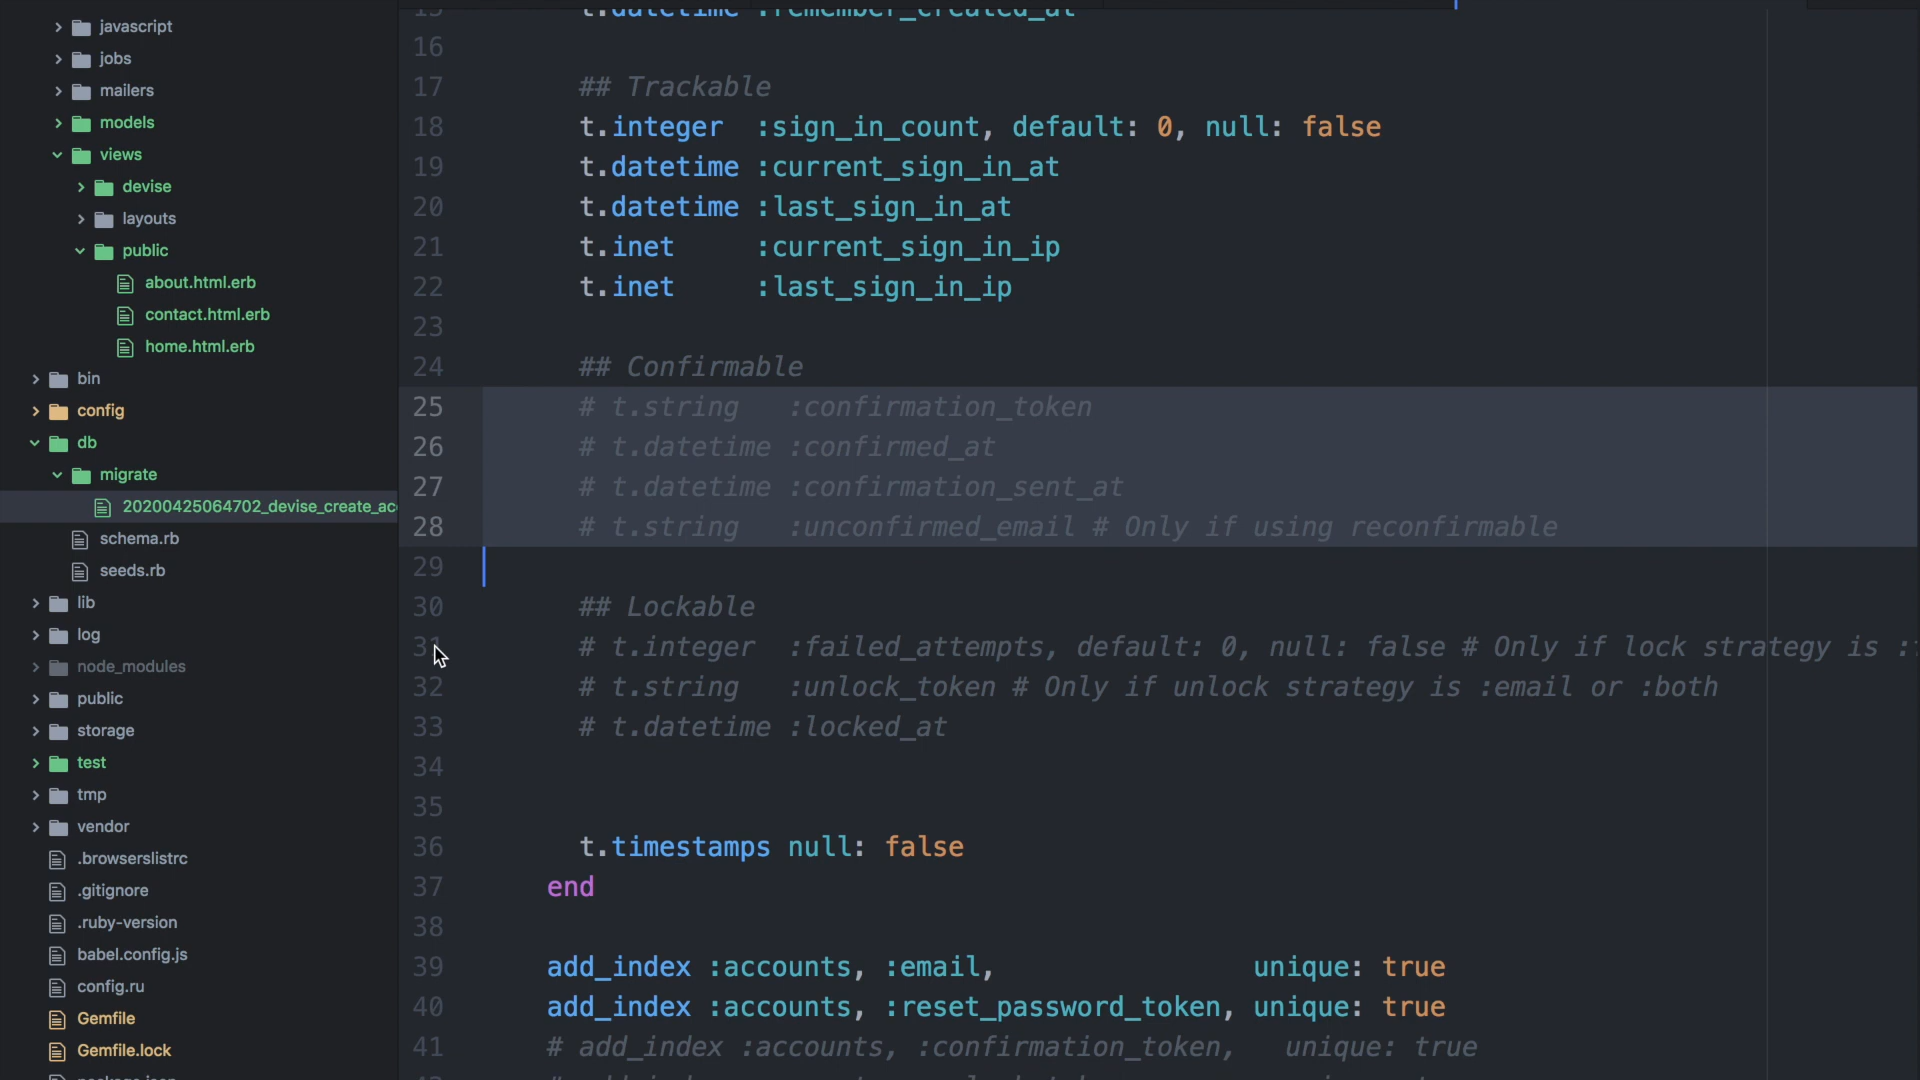 javascript
jobs
mailers
models
views
devise
layouts
public
about.html.erb
contact.html.erb
home.html.erb
bin
config
db
migrate
20200425064702_devise_create_ac
schema.rb
seeds.rb
lib
log
node_modules
public
storage
test
tmp
vendor
.browserslistrc
.gitignore
.ruby-version
babel.config.js
config.ru
Gemfile
Gemfile.lock
package.json
15 t.datetime :remember_created_at
16
17 ## Trackable
18 t.integer  :sign_in_count, default: 0, null: false
19 t.datetime :current_sign_in_at
20 t.datetime :last_sign_in_at
21 t.inet     :current_sign_in_ip
22 t.inet     :last_sign_in_ip
23
24 ## Confirmable
25 # t.string   :confirmation_token
26 # t.datetime :confirmed_at
27 # t.datetime :confirmation_sent_at
28 # t.string   :unconfirmed_email # Only if using reconfirmable
29
30 ## Lockable
31 # t.integer  :failed_attempts, default: 0, null: false # Only if lock strategy is :
32 # t.string   :unlock_token # Only if unlock strategy is :email or :both
33 # t.datetime :locked_at
34
35
36 t.timestamps null: false
37 end
38
39 add_index :accounts, :email,                unique: true
40 add_index :accounts, :reset_password_token, unique: true
41 # add_index :accounts, :confirmation_token,   unique: true